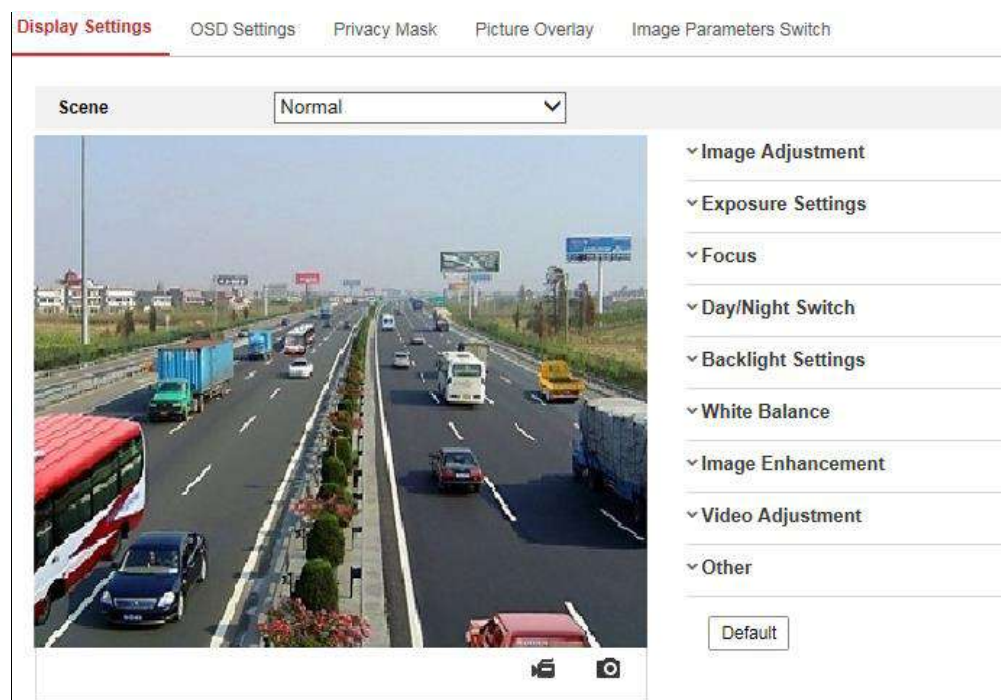 Display Settings OSD Settings Privacy Mask Picture Overlay Image Parameters Switch
Scene Normal
Image Adjustment
Exposure Settings
Focus
Day/Night Switch
Backlight Settings
White Balance
Image Enhancement
Video Adjustment
Other
Default